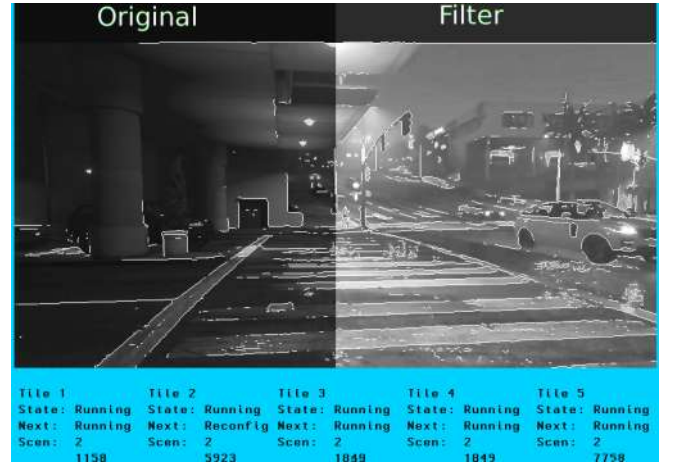 Original Filter
Tile 1 Tile 2 Tile 3 Tile 4 Tile 5
State: Running State: Running State: Running State: Running State: Running
Next: Running Next: Reconfig Next: Running Next: Running Next: Running
Scen: 2 Scen: 2 Scen: 2 Scen: 2 Scen: 2
1158 5923 1849 1849 7758